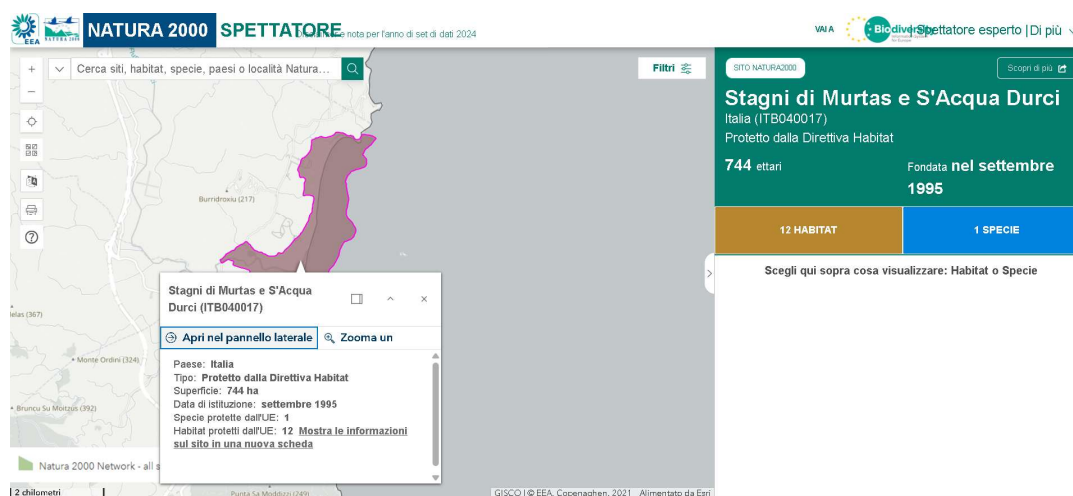 EEA
NATURA 2000
NATURA 2000
SPETTATORE
e nota per l'anno di set di dati 2024
VAI A
Biodiversity
Spettatore esperto |Di più
+
Cerca siti, habitat, specie, paesi o località Natura...
Filtri
−
Burridroxiu (217)
Stagni di Murtas e S'Acqua
Durci (ITB040017)
Apri nel pannello laterale
Zooma un
Paese: Italia
Tipo: Protetto dalla Direttiva Habitat
Superficie: 744 ha
Data di istituzione: settembre 1995
Specie protette dall'UE: 1
Habitat protetti dall'UE: 12 Mostra le informazioni
sul sito in una nuova scheda
elas (367)
Monte Ordini (324)
Bruncu Su Moitzus (392)
Natura 2000 Network - all s
2 chilometri
Punta Sa Modditzi (249)
GISCO | © EEA, Copenaghen, 2021 Alimentato da Esri
SITO NATURA2000
Scopri di più
Stagni di Murtas e S'Acqua Durci
Italia (ITB040017)
Protetto dalla Direttiva Habitat
744 ettari
Fondata nel settembre
1995
12 HABITAT
1 SPECIE
Scegli qui sopra cosa visualizzare: Habitat o Specie